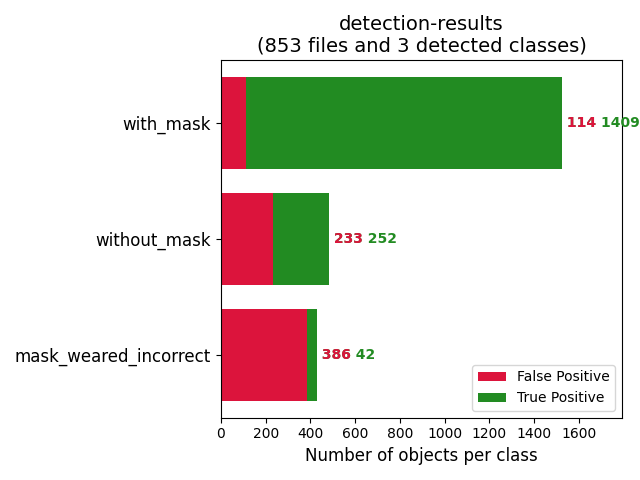 detection-results
(853 files and 3 detected classes)
with_mask
114 1409
without_mask
233 252
mask_weared_incorrect
386 42
False Positive
True Positive
0 200 400 600 800 1000 1200 1400 1600
Number of objects per class